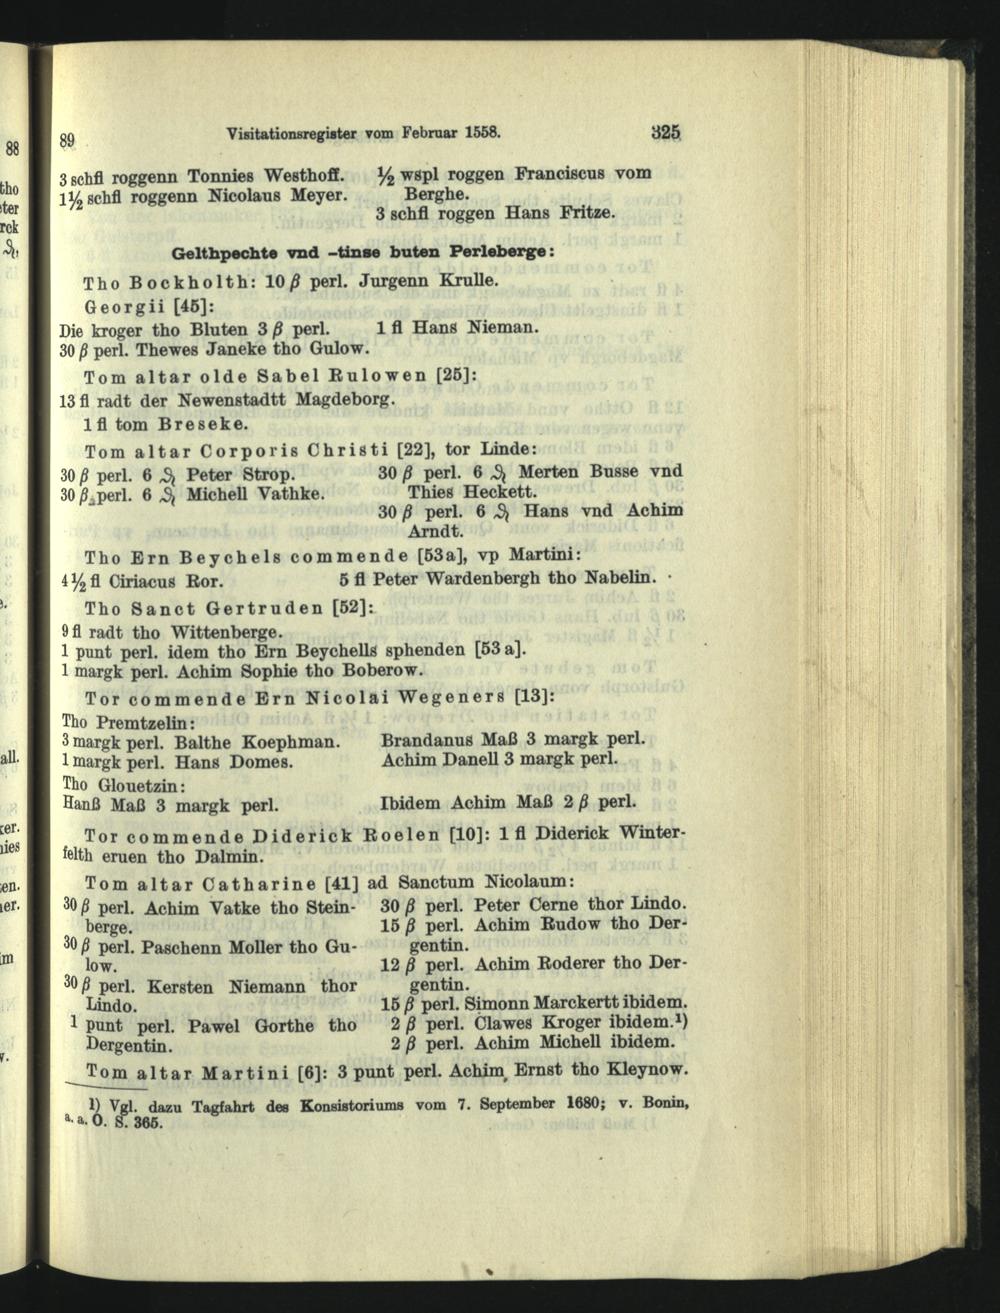 89
Visitationsregister vom Februar 1558.
325
3 schfl roggenn Tonnies Westhoff.
1½ schfl roggenn Nicolaus Meyer.
½ wspl roggen Franciscus vom
Berghe.
3 schfl roggen Hans Fritze.
Gelthpechte vnd -tinse buten Perleberge:
Tho Bockholth: 10 β perl. Jurgenn Krulle.
Georgii [45]:
Die kroger tho Bluten 3 β perl.
1 fl Hans Nieman.
30 β perl. Thewes Janeke tho Gulow.
Tom altar olde Sabel Rulowen [25]:
13 fl radt der Newenstadtt Magdeborg.
1 fl tom Breseke.
Tom altar Corporis Christi [22], tor Linde:
30 β perl. 6 ₰ Peter Strop.
30 β perl. 6 ₰ Michell Vathke.
30 β perl. 6 ₰ Merten Busse vnd
Thies Heckett.
30 β perl. 6 ₰ Hans vnd Achim
Arndt.
Tho Ern Beychels commende [53a], vp Martini:
4½ fl Ciriacus Ror.
5 fl Peter Wardenbergh tho Nabelin.
Tho Sanct Gertruden [52]:
9 fl radt tho Wittenberge.
1 punt perl. idem tho Ern Beychells sphenden [53 a].
1 margk perl. Achim Sophie tho Boberow.
Tor commende Ern Nicolai Wegeners [13]:
Tho Premtzelin:
3 margk perl. Balthe Koephman.
1 margk perl. Hans Domes.
Brandanus Maß 3 margk perl.
Achim Danell 3 margk perl.
Tho Glouetzin:
Hanß Maß 3 margk perl.
Ibidem Achim Maß 2 β perl.
Tor commende Diderick Roelen [10]: 1 fl Diderick Winter-
felth eruen tho Dalmin.
Tom altar Catharine [41] ad Sanctum Nicolaum:
30 β perl. Achim Vatke tho Stein-
berge.
30 β perl. Paschenn Moller tho Gu-
low.
30 β perl. Kersten Niemann thor
Lindo.
1 punt perl. Pawel Gorthe tho
Dergentin.
30 β perl. Peter Cerne thor Lindo.
15 β perl. Achim Rudow tho Der-
gentin.
12 β perl. Achim Roderer tho Der-
gentin.
15 β perl. Simonn Marckertt ibidem.
2 β perl. Clawes Kroger ibidem.¹)
2 β perl. Achim Michell ibidem.
Tom altar Martini [6]: 3 punt perl. Achim Ernst tho Kleynow.
1) Vgl. dazu Tagfahrt des Konsistoriums vom 7. September 1680; v. Bonin,
a. a. O. S. 365.